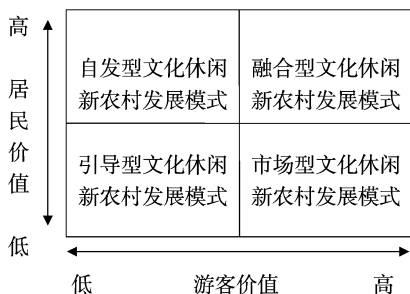 高
自发型文化休闲
新农村发展模式
融合型文化休闲
新农村发展模式
居民价值
引导型文化休闲
新农村发展模式
市场型文化休闲
新农村发展模式
低
低
游客价值
高